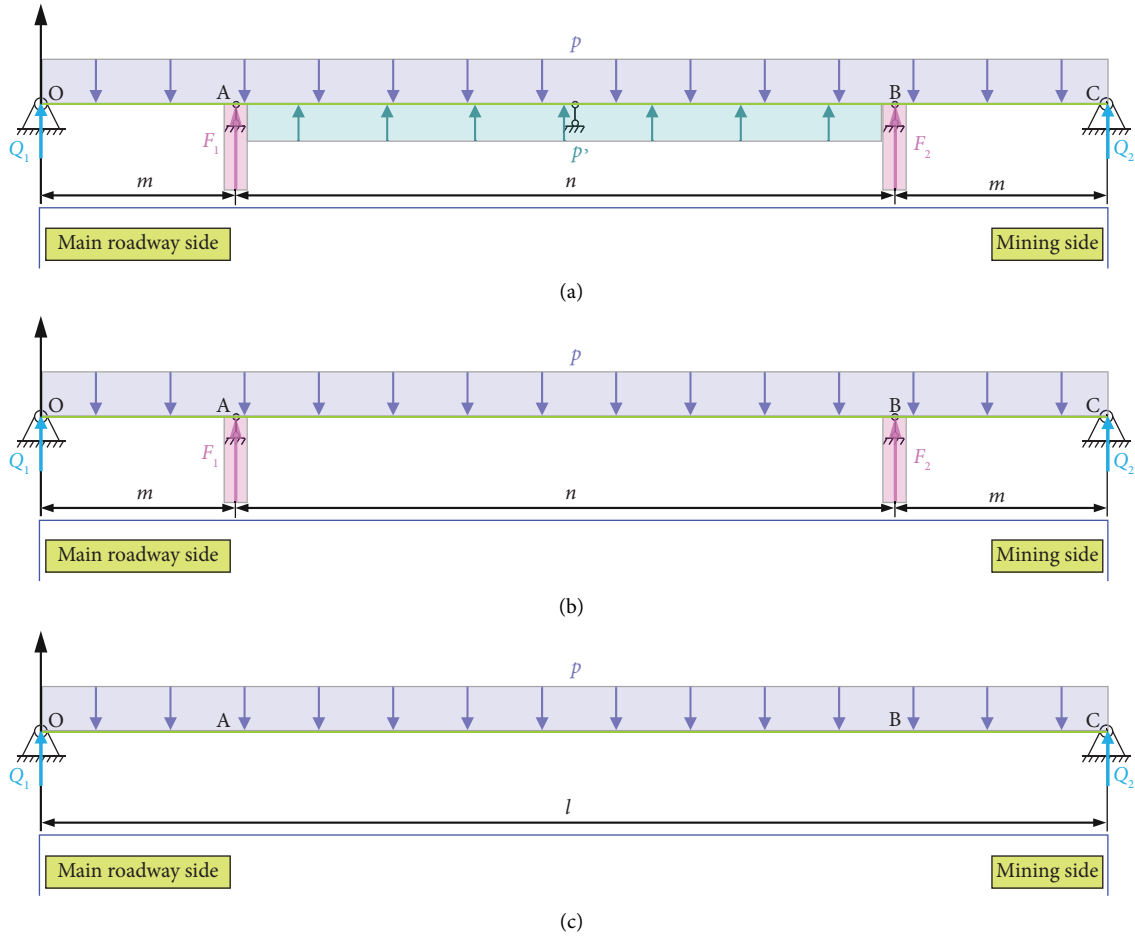 p
O A B C
Q₁ F₁ p’ F₂ Q₂
m n m
Main roadway side Mining side
(a)
p
O A B C
Q₁ F₁ F₂ Q₂
m n m
Main roadway side Mining side
(b)
p
O A B C
Q₁ Q₂
l
Main roadway side Mining side
(c)